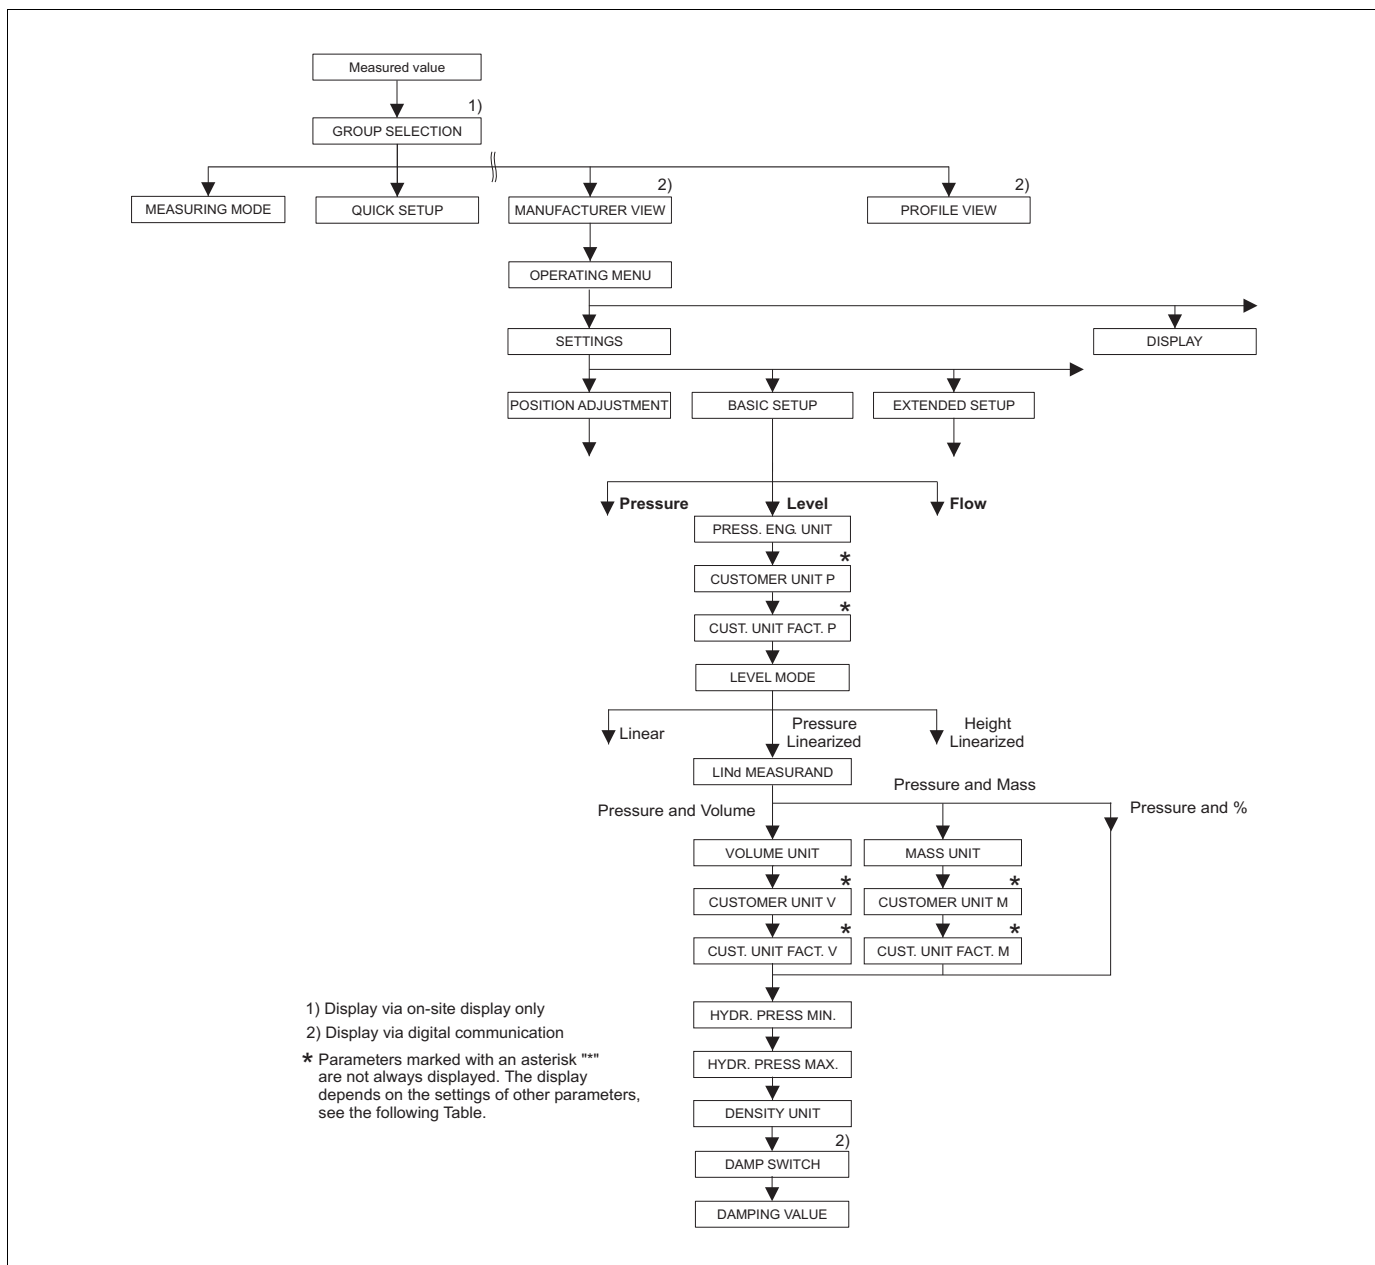 Measured value
1)
GROUP SELECTION
2)
2)
MEASURING MODE
QUICK SETUP
MANUFACTURER VIEW
PROFILE VIEW
OPERATING MENU
SETTINGS
DISPLAY
POSITION ADJUSTMENT
BASIC SETUP
EXTENDED SETUP
Pressure
Level
Flow
PRESS. ENG. UNIT
*
CUSTOMER UNIT P
*
CUST. UNIT FACT. P
LEVEL MODE
Linear
Pressure
Linearized
Height
Linearized
LINd MEASURAND
Pressure and Mass
Pressure and Volume
Pressure and %
VOLUME UNIT
MASS UNIT
*
*
CUSTOMER UNIT V
CUSTOMER UNIT M
*
*
CUST. UNIT FACT. V
CUST. UNIT FACT. M
1) Display via on-site display only
2) Display via digital communication
* Parameters marked with an asterisk "*"
are not always displayed. The display
depends on the settings of other parameters,
see the following Table.
HYDR. PRESS MIN.
HYDR. PRESS MAX.
DENSITY UNIT
2)
DAMP SWITCH
DAMPING VALUE